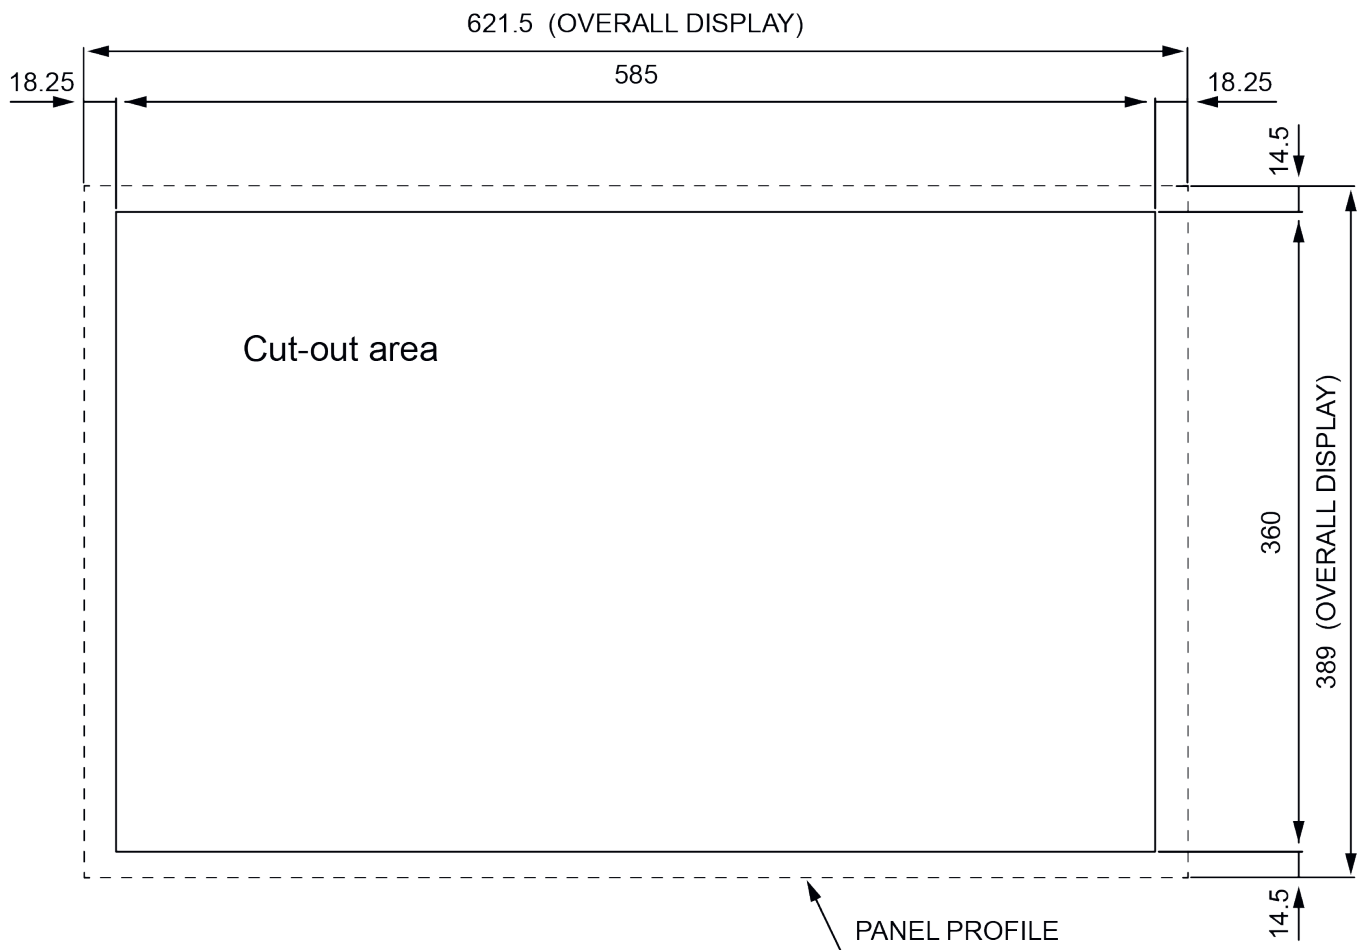 621.5 (OVERALL DISPLAY)
18.25
585
18.25
14.5
Cut-out area
360
389 (OVERALL DISPLAY)
14.5
PANEL PROFILE